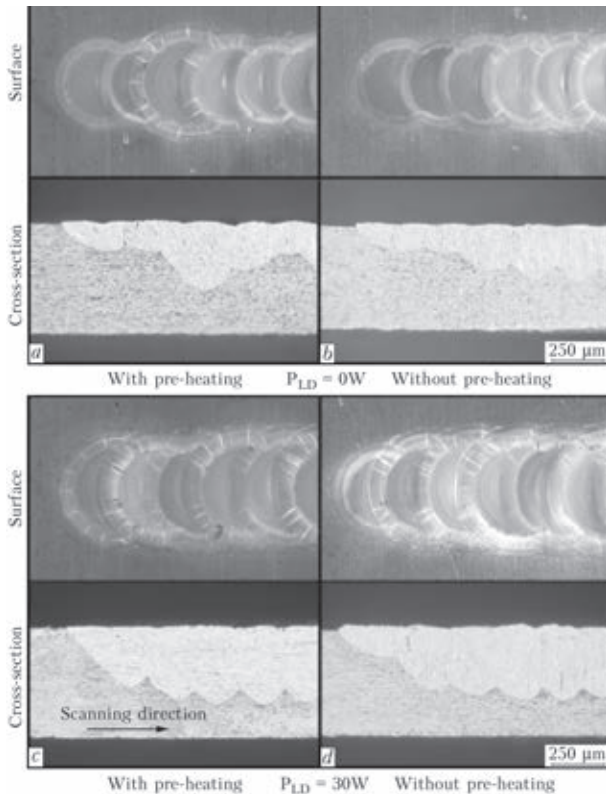 Surface
Cross-section
a
b
250 μm
With pre-heating P_LD = 0W Without pre-heating
Surface
Cross-section
Scanning direction
c
d
250 μm
With pre-heating P_LD = 30W Without pre-heating